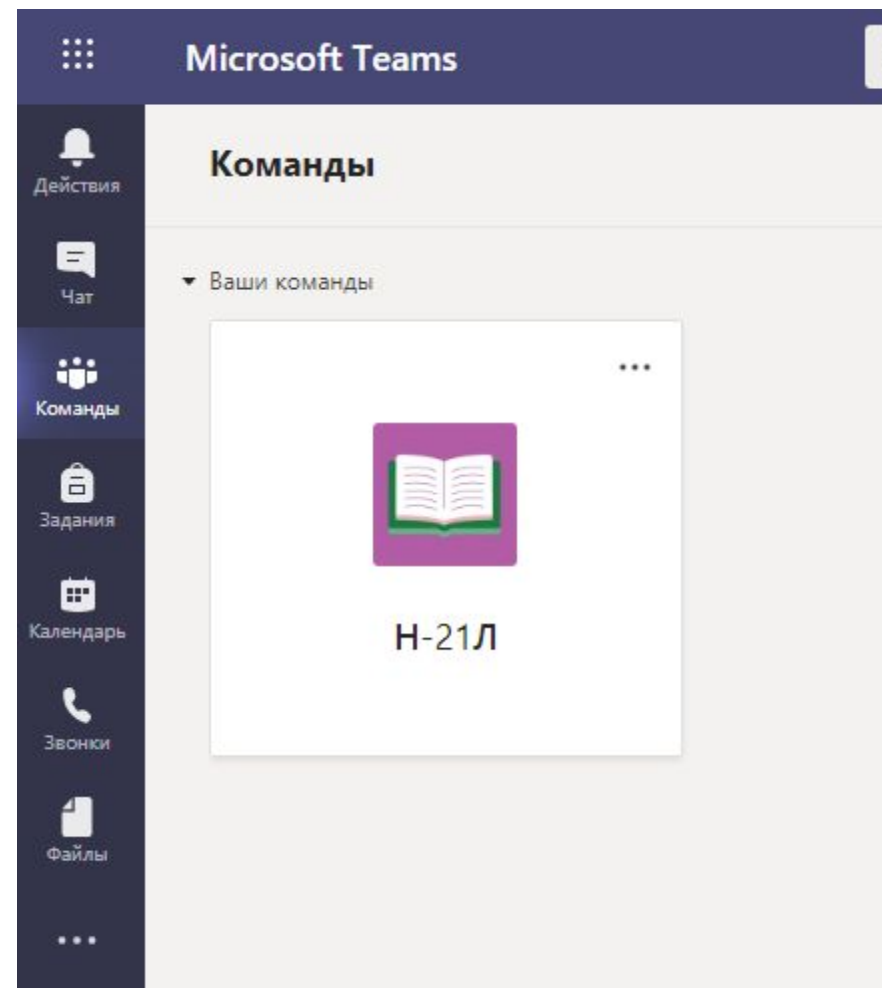 Microsoft Teams
Действия
Чат
Команды
Задания
Календарь
Звонки
Файлы
Команды
Ваши команды
Н-21Л